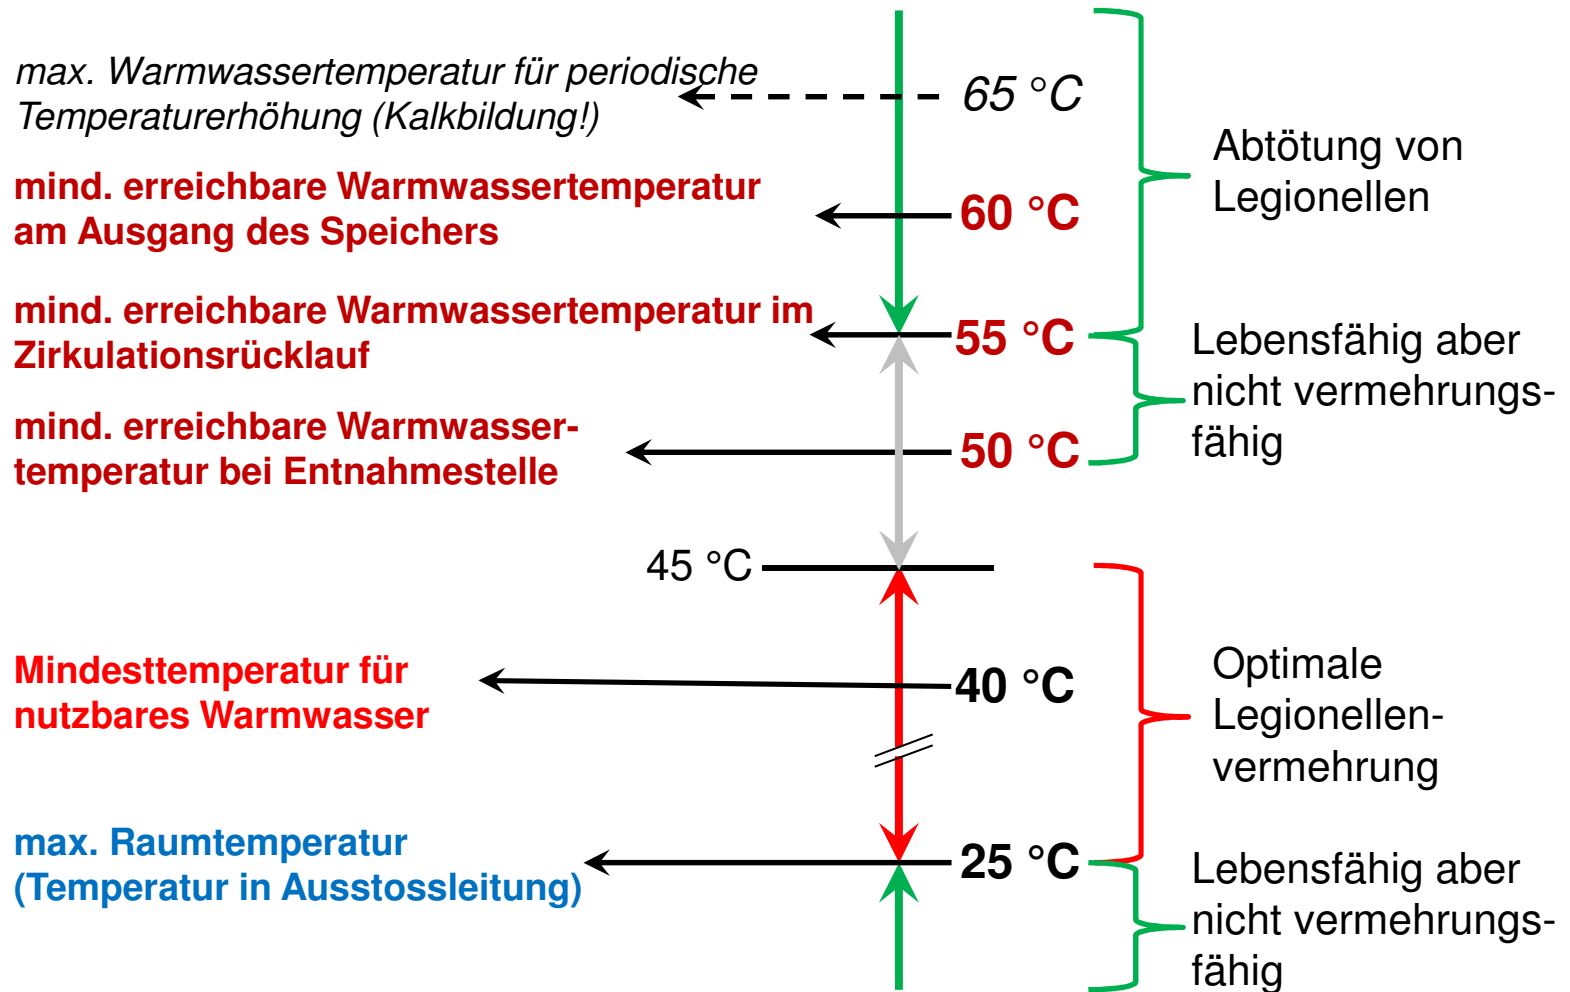 max. Warmwassertemperatur für periodische
Temperaturerhöhung (Kalkbildung!)
65 °C
Abtötung von
Legionellen
mind. erreichbare Warmwassertemperatur
am Ausgang des Speichers
60 °C
mind. erreichbare Warmwassertemperatur im
Zirkulationsrücklauf
55 °C
Lebensfähig aber
nicht vermehrungs-
fähig
mind. erreichbare Warmwasser-
temperatur bei Entnahmestelle
50 °C
45 °C
Mindesttemperatur für
nutzbares Warmwasser
40 °C
Optimale
Legionellen-
vermehrung
max. Raumtemperatur
(Temperatur in Ausstossleitung)
25 °C
Lebensfähig aber
nicht vermehrungs-
fähig